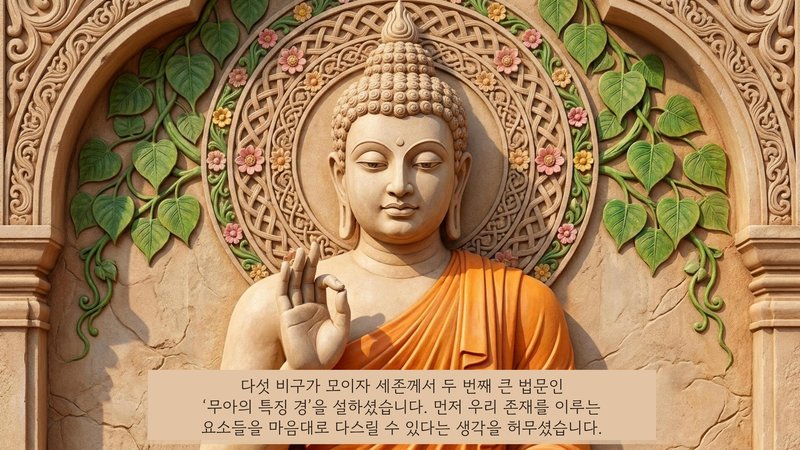 다섯 비구가 모이자 세존께서 두 번째 큰 법문인
‘무아의 특징 경’을 설하셨습니다. 먼저 우리 존재를 이루는
요소들을 마음대로 다스릴 수 있다는 생각을 허무셨습니다.